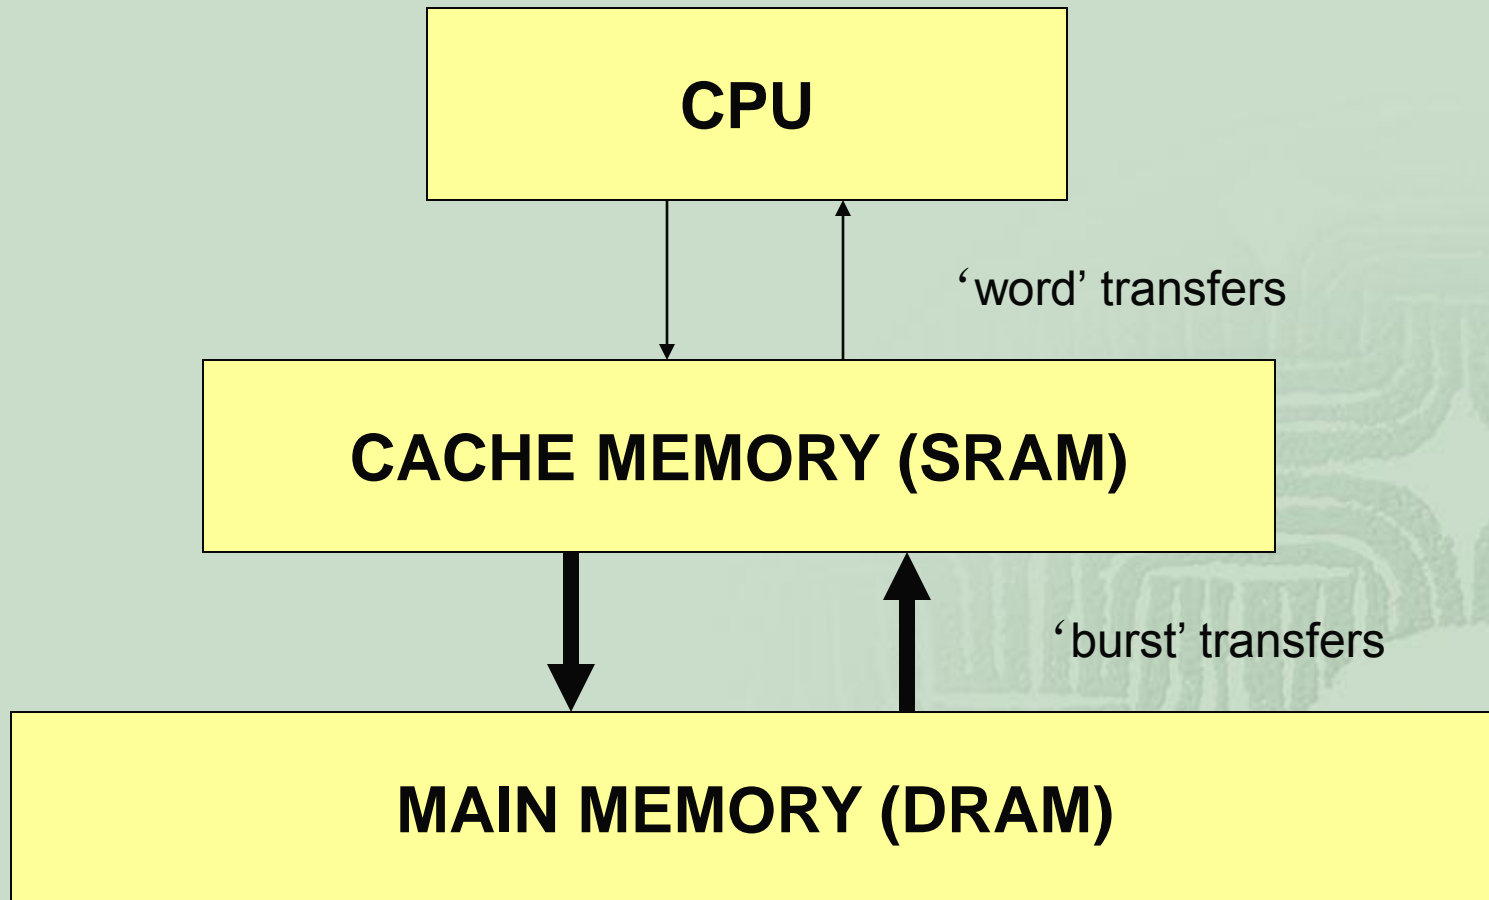 CPU
‘word’ transfers
CACHE MEMORY (SRAM)
‘burst’ transfers
MAIN MEMORY (DRAM)